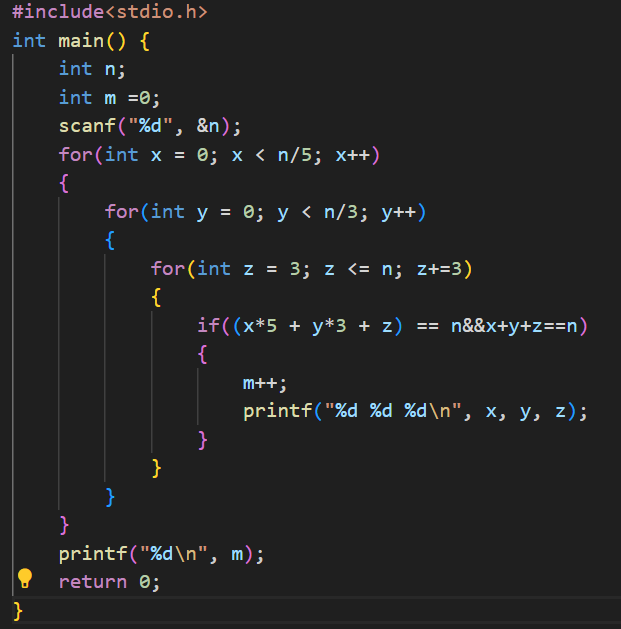 #include<stdio.h>
int main() {
    int n;
    int m =0;
    scanf("%d", &n);
    for(int x = 0; x < n/5; x++)
    {
        for(int y = 0; y < n/3; y++)
        {
            for(int z = 3; z <= n; z+=3)
            {
                if((x*5 + y*3 + z) == n&&x+y+z==n)
                {
                    m++;
                    printf("%d %d %d\n", x, y, z);
                }
            }
        }
    }
    printf("%d\n", m);
    return 0;
}